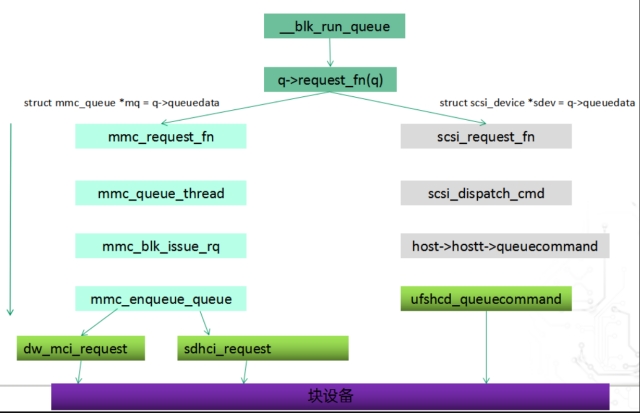 __blk_run_queue
q->request_fn(q)
struct mmc_queue *mq = q->queuedata
struct scsi_device *sdev = q->queuedata
mmc_request_fn
scsi_request_fn
mmc_queue_thread
scsi_dispatch_cmd
mmc_blk_issue_rq
host->hostt->queuecommand
mmc_enqueue_queue
ufshcd_queuecommand
dw_mci_request
sdhci_request
块设备